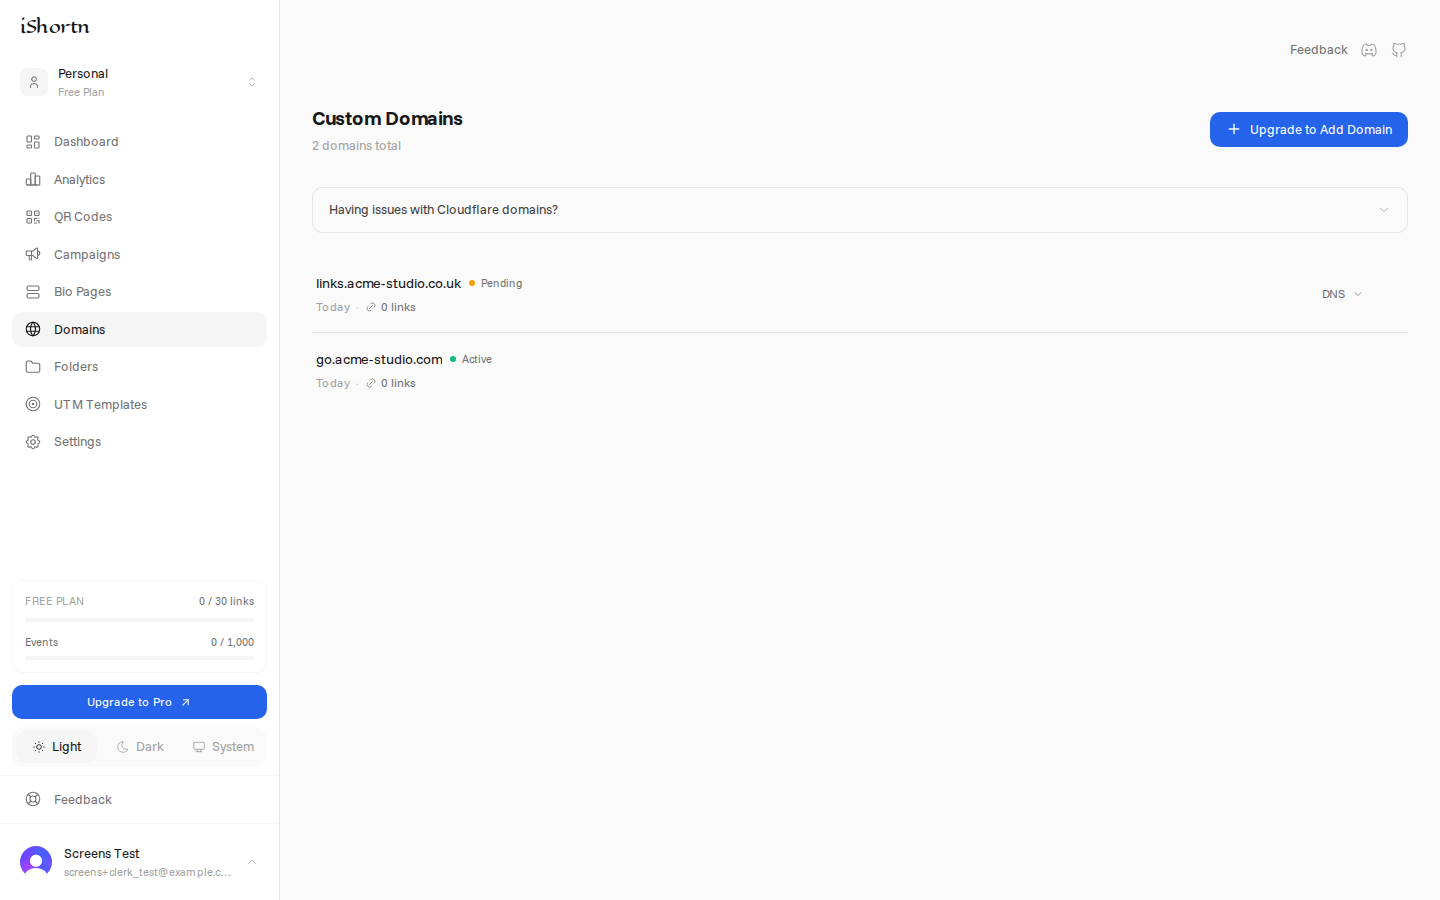 iShortn
Personal
Free Plan
Dashboard
Analytics
QR Codes
Campaigns
Bio Pages
Domains
Folders
UTM Templates
Settings
FREE PLAN 0 / 30 links
Events 0 / 1,000
Upgrade to Pro
Light Dark System
Feedback
Screens Test
screens+clerk_test@example.c...
Feedback
Custom Domains
2 domains total
Upgrade to Add Domain
Having issues with Cloudflare domains?
links.acme-studio.co.uk Pending
Today · 0 links
DNS
go.acme-studio.com Active
Today · 0 links